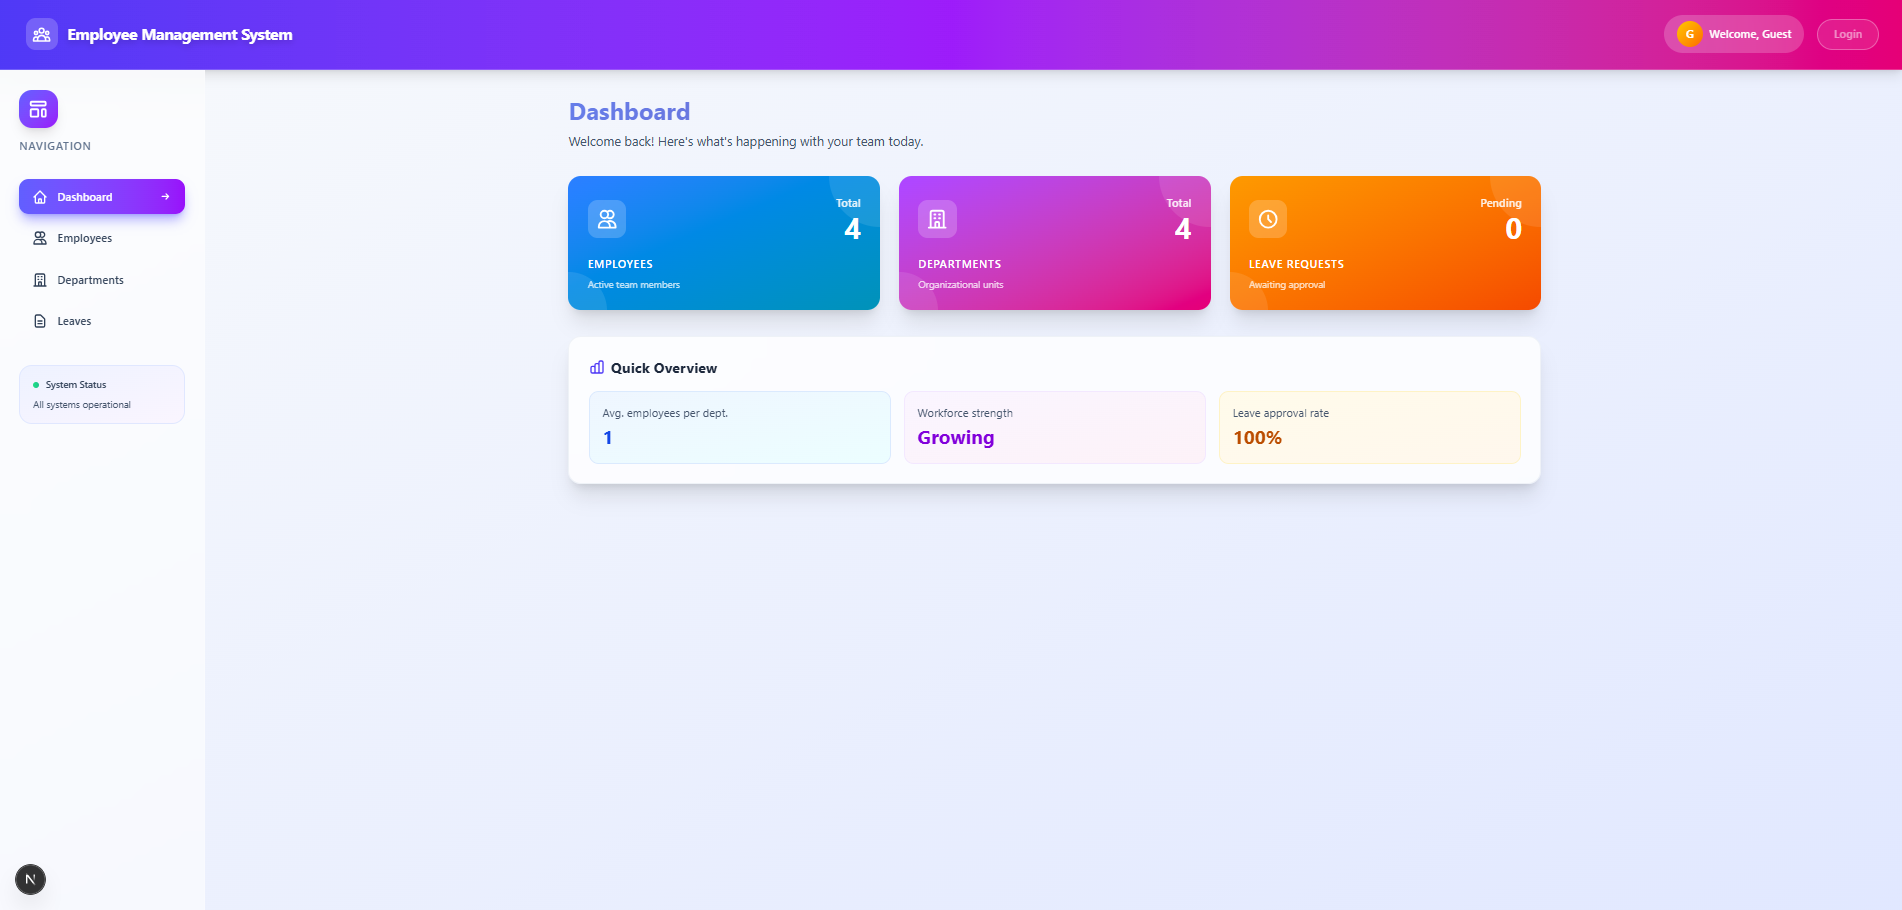 Employee Management System
G Welcome, Guest
Login
NAVIGATION
Dashboard
Employees
Departments
Leaves
System Status
All systems operational
N
Dashboard
Welcome back! Here's what's happening with your team today.
Total
4
EMPLOYEES
Active team members
Total
4
DEPARTMENTS
Organizational units
Pending
0
LEAVE REQUESTS
Awaiting approval
Quick Overview
Avg. employees per dept.
1
Workforce strength
Growing
Leave approval rate
100%